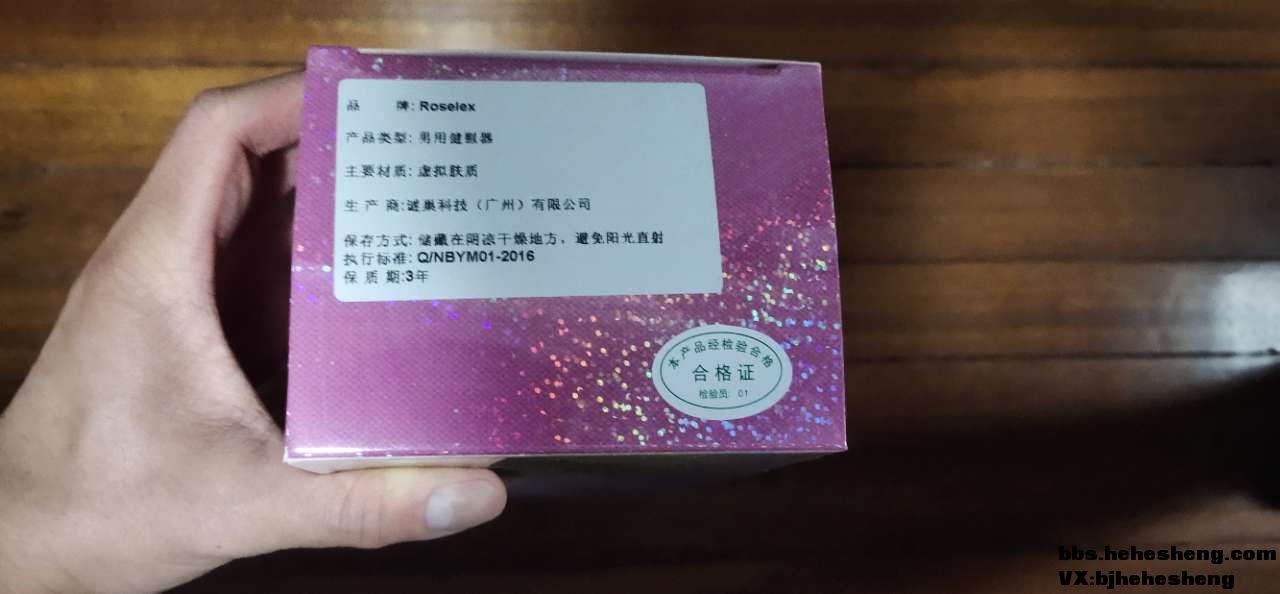 品 牌: Roselex
产品类型: 男用健慰器
主要材质: 虚拟肤质
生 产 商:谜巢科技（广州）有限公司
保存方式: 储藏在阴凉干燥地方，避免阳光直射
执行标准: Q/NBYM01-2016
保 质 期:3年
本产品经检验合格
合格证
检验员: 01
bbs.hehesheng.com
VX:bjhehesheng